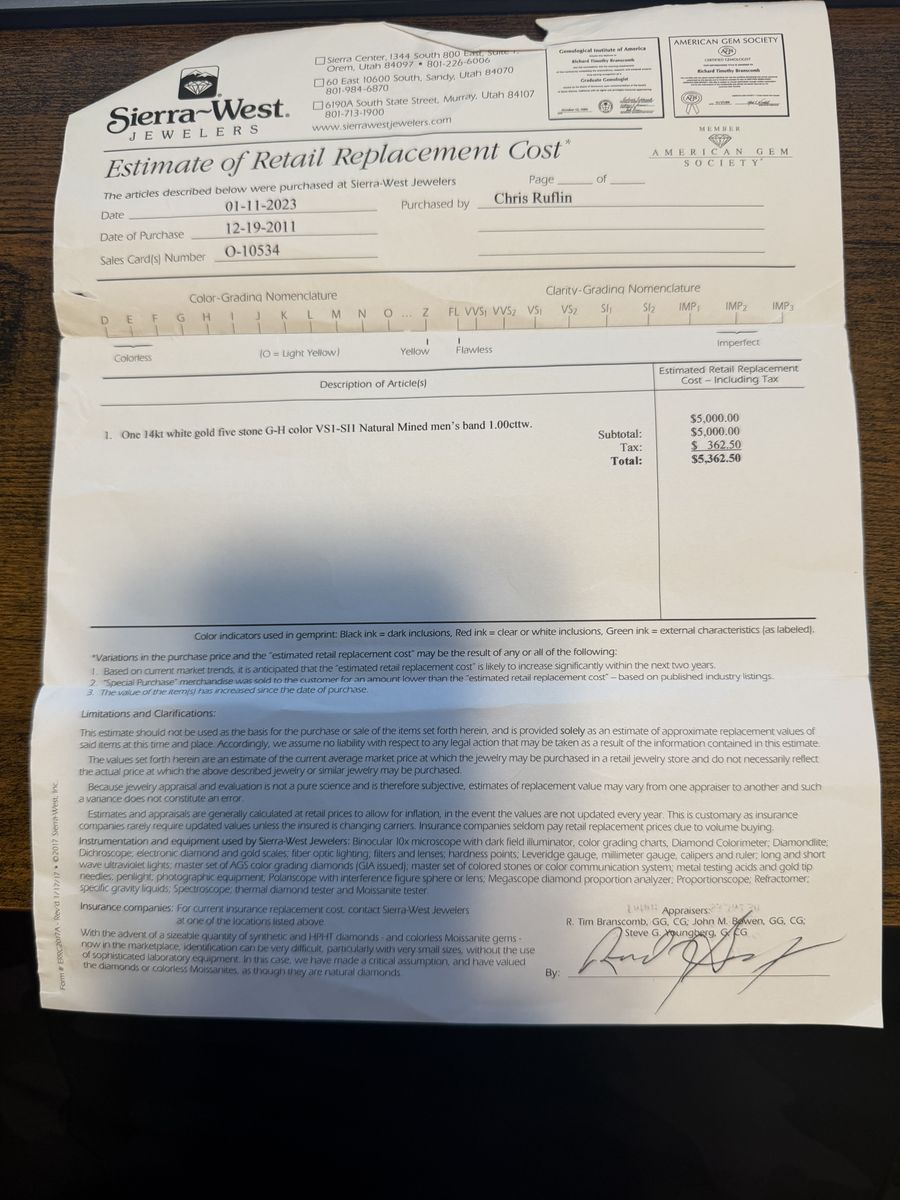 Sierra~West.
JEWELERS
Sierra Center, 1344 South 800 East, Suite
Orem, Utah 84097 • 801-226-6006
60 East 10600 South, Sandy, Utah 84070
801-984-6870
6190A South State Street, Murray, Utah 84107
801-713-1900
www.sierrawestjewelers.com
Gemological Institute of America
Richard Timothy Branscomb
Graduate Gemologist
AMERICAN GEM SOCIETY
CERTIFIED GEMOLOGIST
Richard Timothy Branscomb
MEMBER
AMERICAN GEM
SOCIETY
Estimate of Retail Replacement Cost*
The articles described below were purchased at Sierra-West Jewelers
Page of
Date 01-11-2023
Purchased by Chris Ruflin
Date of Purchase 12-19-2011
Sales Card(s) Number O-10534
Color-Grading Nomenclature
Clarity-Grading Nomenclature
D E F G H I J K L M N O ... Z FL VVS1 VVS2 VS1 VS2 SI1 SI2 IMP1 IMP2 IMP3
Colorless (O = Light Yellow) Yellow Flawless Imperfect
Description of Article(s)
Estimated Retail Replacement
Cost – Including Tax
1. One 14kt white gold five stone G-H color VS1-SI1 Natural Mined men's band 1.00cttw.
$5,000.00
Subtotal: $5,000.00
Tax: $ 362.50
Total: $5,362.50
Color indicators used in gemprint: Black ink = dark inclusions, Red ink = clear or white inclusions, Green ink = external characteristics (as labeled).
*Variations in the purchase price and the "estimated retail replacement cost" may be the result of any or all of the following:
1. Based on current market trends, it is anticipated that the "estimated retail replacement cost" is likely to increase significantly within the next two years.
2. "Special Purchase" merchandise was sold to the customer for an amount lower than the "estimated retail replacement cost" – based on published industry listings.
3. The value of the item(s) has increased since the date of purchase.
Limitations and Clarifications:
This estimate should not be used as the basis for the purchase or sale of the items set forth herein, and is provided solely as an estimate of approximate replacement values of
said items at this time and place. Accordingly, we assume no liability with respect to any legal action that may be taken as a result of the information contained in this estimate.
The values set forth herein are an estimate of the current average market price at which the jewelry may be purchased in a retail jewelry store and do not necessarily reflect
the actual price at which the above described jewelry or similar jewelry may be purchased.
Because jewelry appraisal and evaluation is not a pure science and is therefore subjective, estimates of replacement value may vary from one appraiser to another and such
a variance does not constitute an error.
Estimates and appraisals are generally calculated at retail prices to allow for inflation, in the event the values are not updated every year. This is customary as insurance
companies rarely require updated values unless the insured is changing carriers. Insurance companies seldom pay retail replacement prices due to volume buying.
Instrumentation and equipment used by Sierra-West Jewelers: Binocular 10x microscope with dark field illuminator, color grading charts, Diamond Colorimeter; Diamondlite;
Dichroscope; electronic diamond and gold scales; fiber optic lighting, filters and lenses; hardness points; Leveridge gauge, millimeter gauge, calipers and ruler; long and short
wave ultraviolet lights; master set of AGS color grading diamonds (GIA issued); master set of colored stones or color communication system; metal testing acids and gold tip
needles; penlight; photographic equipment; Polariscope with interference figure sphere or lens; Megascope diamond proportion analyzer; Proportionscope; Refractomer;
specific gravity liquids; Spectroscope; thermal diamond tester and Moissanite tester.
Insurance companies: For current insurance replacement cost, contact Sierra-West Jewelers
at one of the locations listed above.
With the advent of a sizeable quantity of synthetic and HPHT diamonds - and colorless Moissanite gems -
now in the marketplace, identification can be very difficult, particularly with very small sizes, without the use
of sophisticated laboratory equipment. In this case, we have made a critical assumption, and have valued
the diamonds or colorless Moissanites, as though they are natural diamonds.
Appraisers:
R. Tim Branscomb, GG, CG; John M. Bowen, GG, CG;
Steve G. Youngberg, G, CG
By:
Form # ERRC2017A • Rev'd 1/17/17 • ©2017 Sierra-West, Inc.